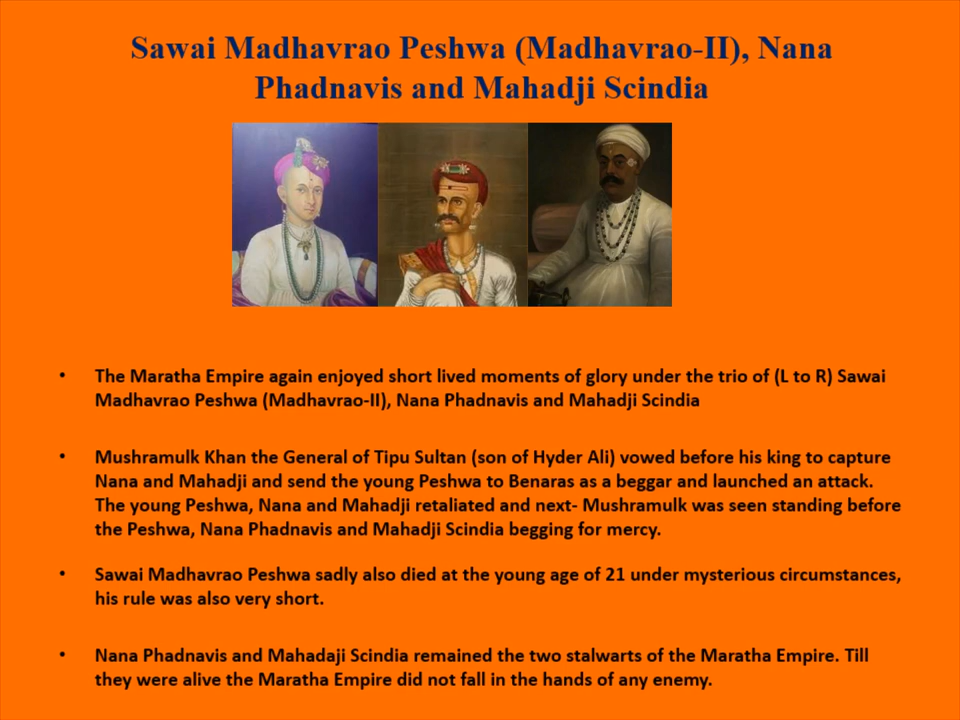 Sawai Madhavrao Peshwa (Madhavrao-II), Nana
Phadnavis and Mahadji Scindia
• The Maratha Empire again enjoyed short lived moments of glory under the trio of (L to R) Sawai
Madhavrao Peshwa (Madhavrao-II), Nana Phadnavis and Mahadji Scindia
• Mushramulk Khan the General of Tipu Sultan (son of Hyder Ali) vowed before his king to capture
Nana and Mahadji and send the young Peshwa to Benaras as a beggar and launched an attack.
The young Peshwa, Nana and Mahadji retaliated and next- Mushramulk was seen standing before
the Peshwa, Nana Phadnavis and Mahadji Scindia begging for mercy.
• Sawai Madhavrao Peshwa sadly also died at the young age of 21 under mysterious circumstances,
his rule was also very short.
• Nana Phadnavis and Mahadaji Scindia remained the two stalwarts of the Maratha Empire. Till
they were alive the Maratha Empire did not fall in the hands of any enemy.